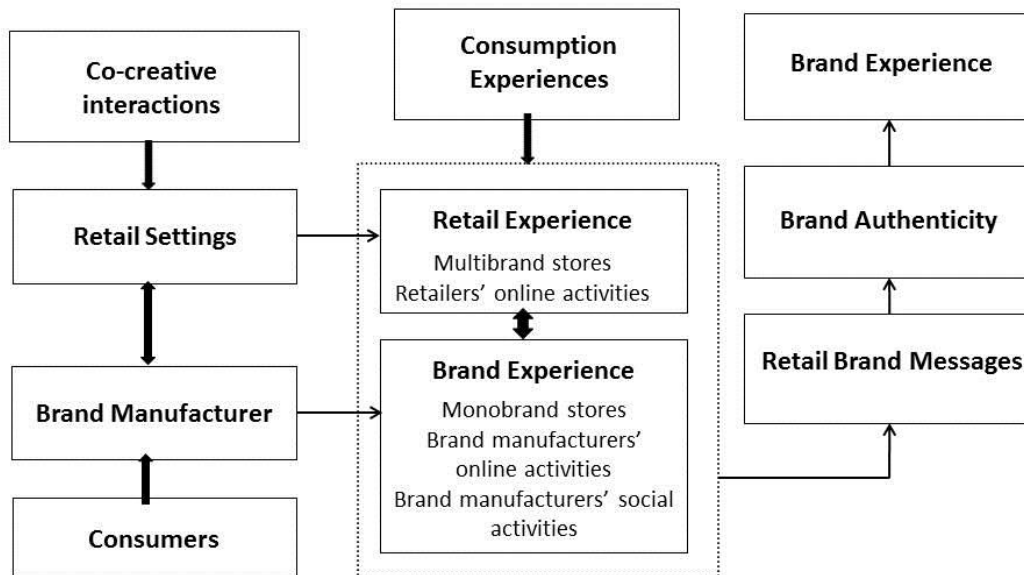 Co-creative
interactions
Retail Settings
Brand Manufacturer
Consumers
Consumption
Experiences
Retail Experience
Multibrand stores
Retailers’ online activities
Brand Experience
Monobrand stores
Brand manufacturers’
online activities
Brand manufacturers’ social
activities
Brand Experience
Brand Authenticity
Retail Brand Messages